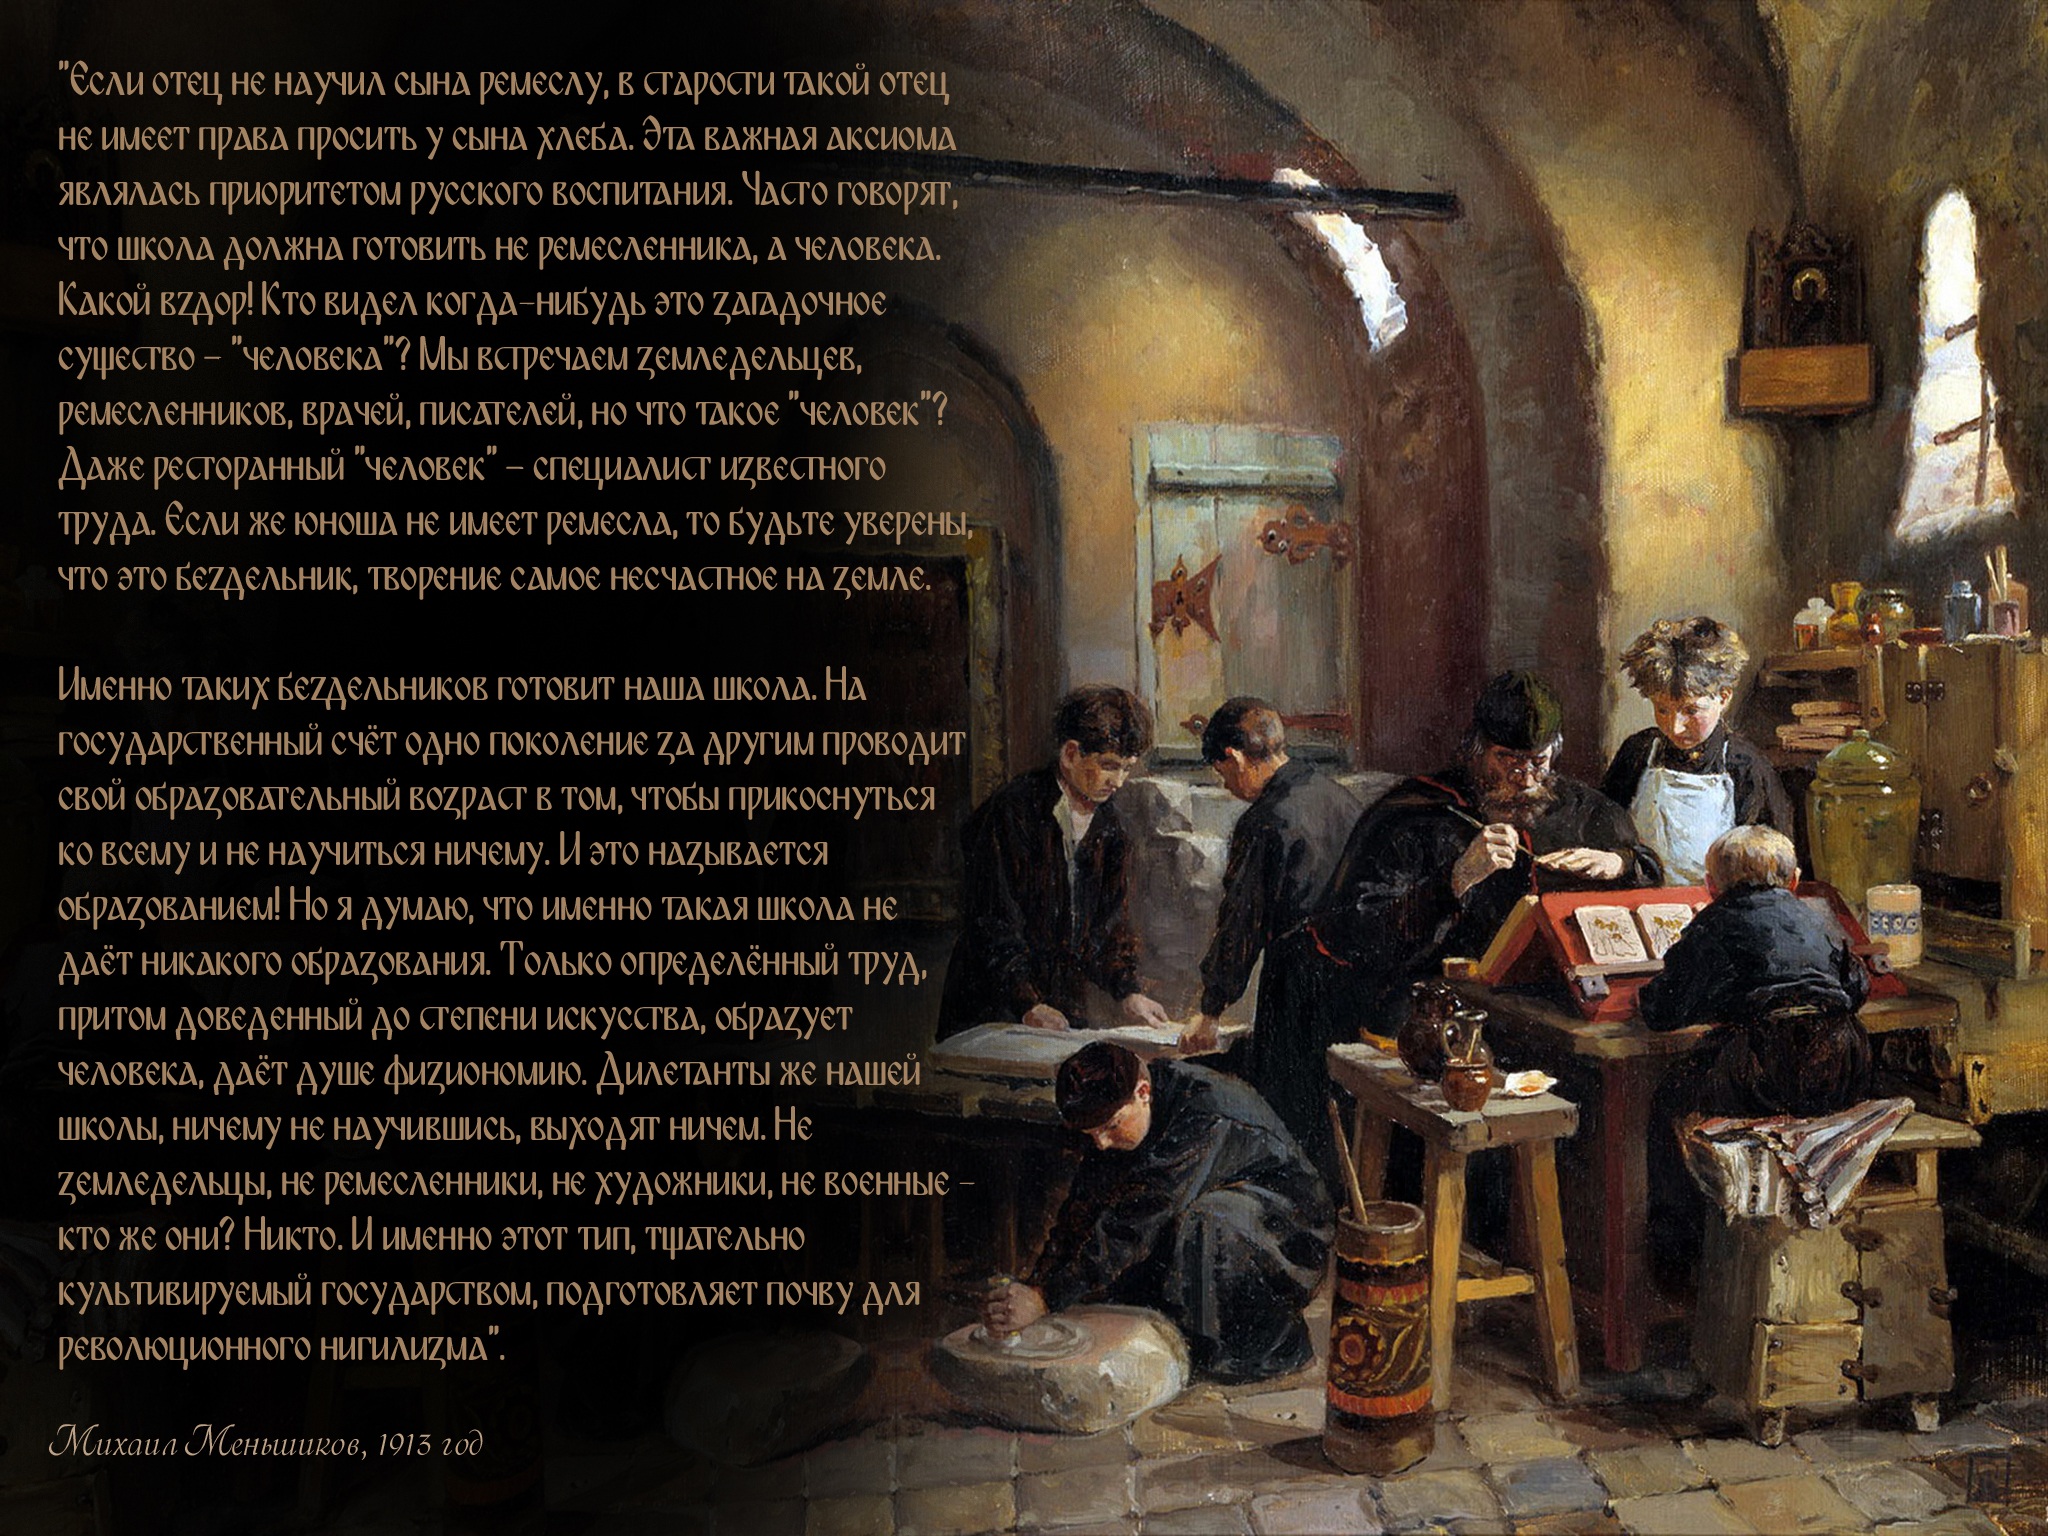 "Если отец не научил сына ремеслу, в старости такой отец
не имеет права просить у сына хлеба. Эта важная аксиома
являлась приоритетом русского воспитания. Часто говорят,
что школа должна готовить не ремесленника, а человека.
Какой вздор! Кто видел когда-нибудь это загадочное
существо – "человека"? Мы встречаем земледельцев,
ремесленников, врачей, писателей, но что такое "человек"?
Даже ресторанный "человек" – специалист известного
труда. Если же юноша не имеет ремесла, то будьте уверены,
что это бездельник, творение самое несчастное на земле.
Именно таких бездельников готовит наша школа. На
государственный счёт одно поколение за другим проводит
свой образовательный возраст в том, чтобы прикоснуться
ко всему и не научиться ничему. И это называется
образованием! Но я думаю, что именно такая школа не
даёт никакого образования. Только определённый труд,
притом доведенный до степени искусства, образует
человека, даёт душе физиономию. Дилетанты же нашей
школы, ничему не научившись, выходят ничем. Не
земледельцы, не ремесленники, не художники, не военные –
кто же они? Никто. И именно этот тип, тщательно
культивируемый государством, подготовляет почву для
революционного нигилизма".
Михаил Меньшиков, 1913 год